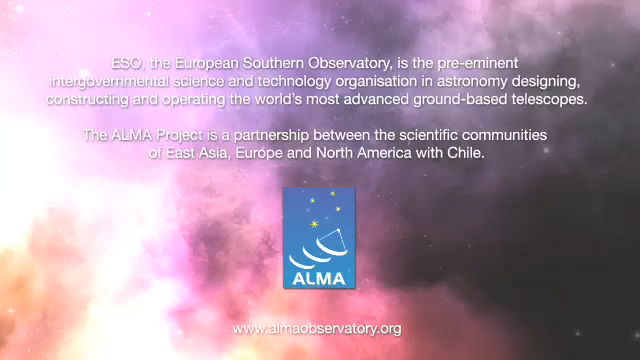 ESO, the European Southern Observatory, is the pre-eminent
intergovernmental science and technology organisation in astronomy designing,
constructing and operating the world's most advanced ground-based telescopes.
The ALMA Project is a partnership between the scientific communities
of East Asia, Europe and North America with Chile.
ALMA
www.almaobservatory.org